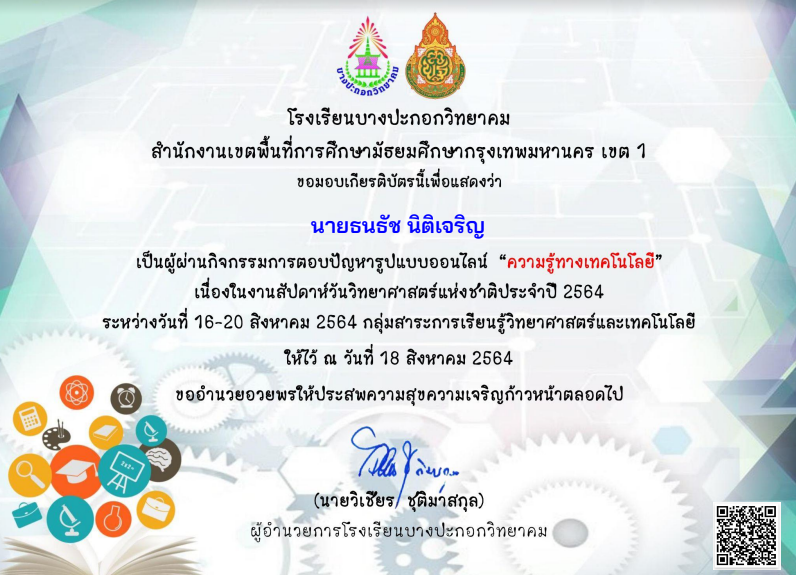 บางปะกอกวิทยาคม
โรงเรียนบางปะกอกวิทยาคม
สำนักงานเขตพื้นที่การศึกษามัธยมศึกษากรุงเทพมหานคร เขต 1
ขอมอบเกียรติบัตรนี้เพื่อแสดงว่า
นายธนธัช นิติเจริญ
เป็นผู้ผ่านกิจกรรมการตอบปัญหารูปแบบออนไลน์ “ความรู้ทางเทคโนโลยี”
เนื่องในงานสัปดาห์วันวิทยาศาสตร์แห่งชาติประจำปี 2564
ระหว่างวันที่ 16-20 สิงหาคม 2564 กลุ่มสาระการเรียนรู้วิทยาศาสตร์และเทคโนโลยี
ให้ไว้ ณ วันที่ 18 สิงหาคม 2564
ขออำนวยอวยพรให้ประสพความสุขความเจริญก้าวหน้าตลอดไป
(นายวิเชียร ชุติมาสกุล)
ผู้อำนวยการโรงเรียนบางปะกอกวิทยาคม